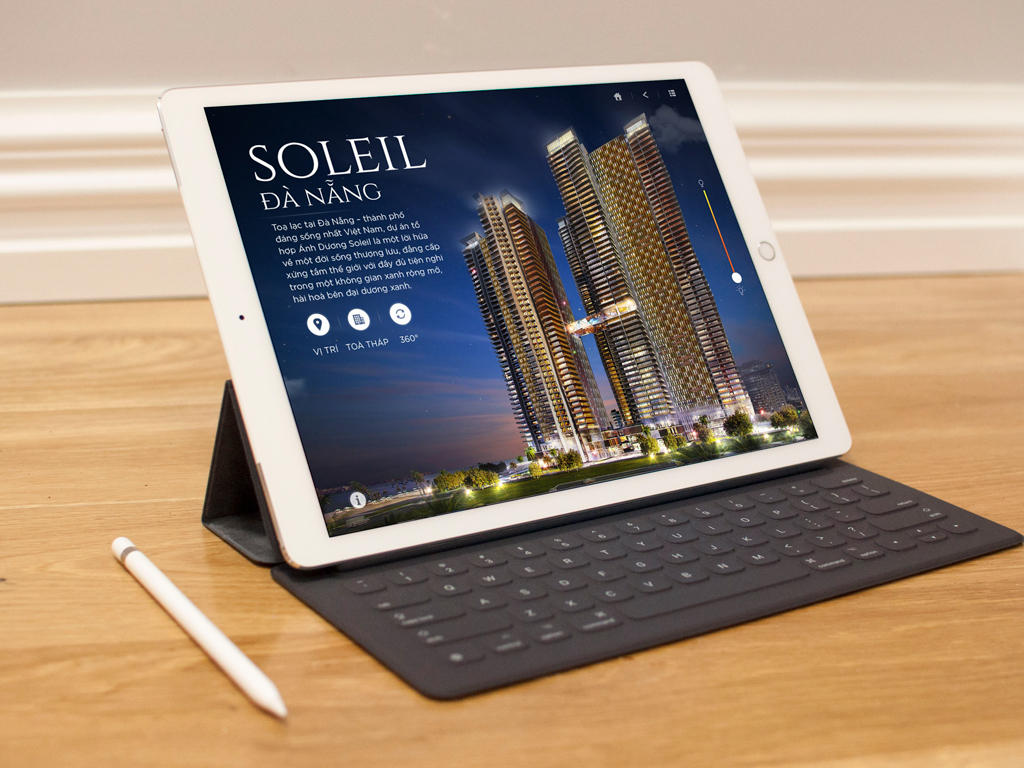 SOLEIL
ĐÀ NẴNG
Toạ lạc tại Đà Nẵng – thành phố
đáng sống nhất Việt Nam, dự án tổ
hợp Ánh Dương Soleil là một lời hứa
về một đời sống thượng lưu, đẳng cấp
xứng tầm thế giới với đầy đủ tiện nghi
trong một không gian xanh rộng mở,
hài hoà bên đại dương xanh.
VỊ TRÍ TOÀ THÁP 360°
i
Q W E R T Y U I O P
A S D F G H J K L
Z X C V B N M